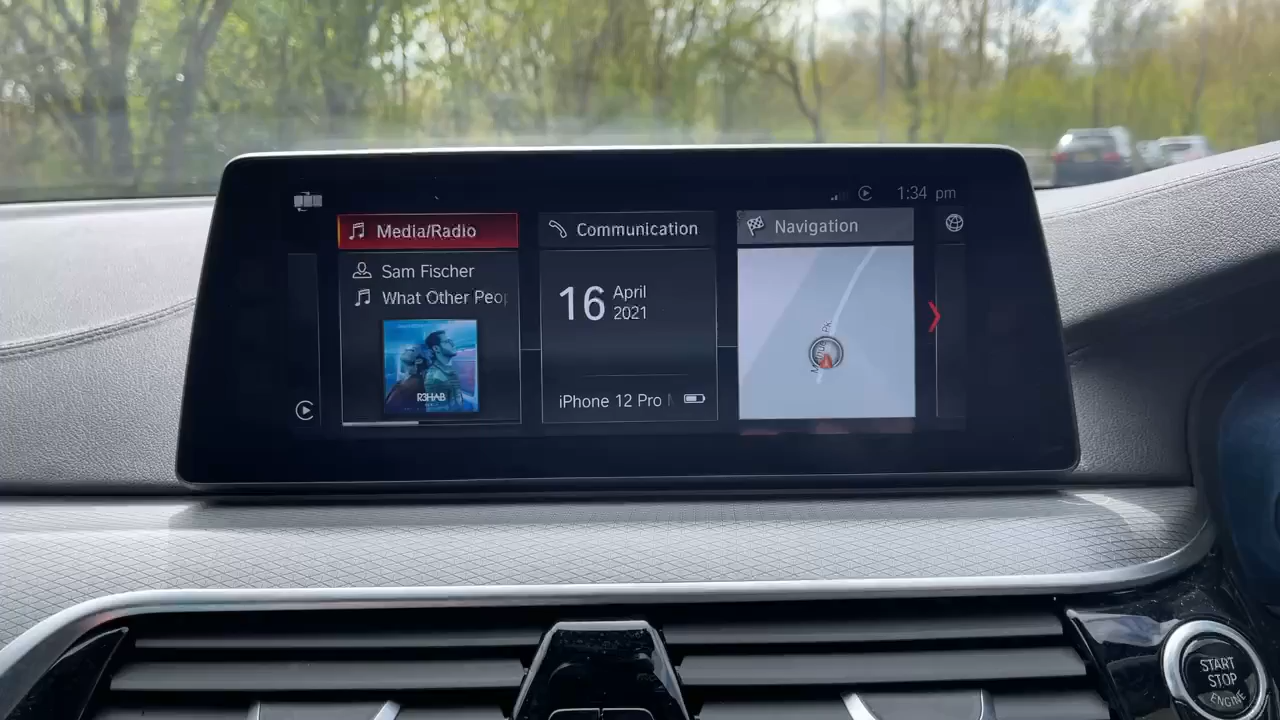 1:34 pm
Media/Radio
Sam Fischer
What Other Peop
R3HAB
Communication
16
April
2021
iPhone 12 Pro
Navigation
START
STOP
ENGINE